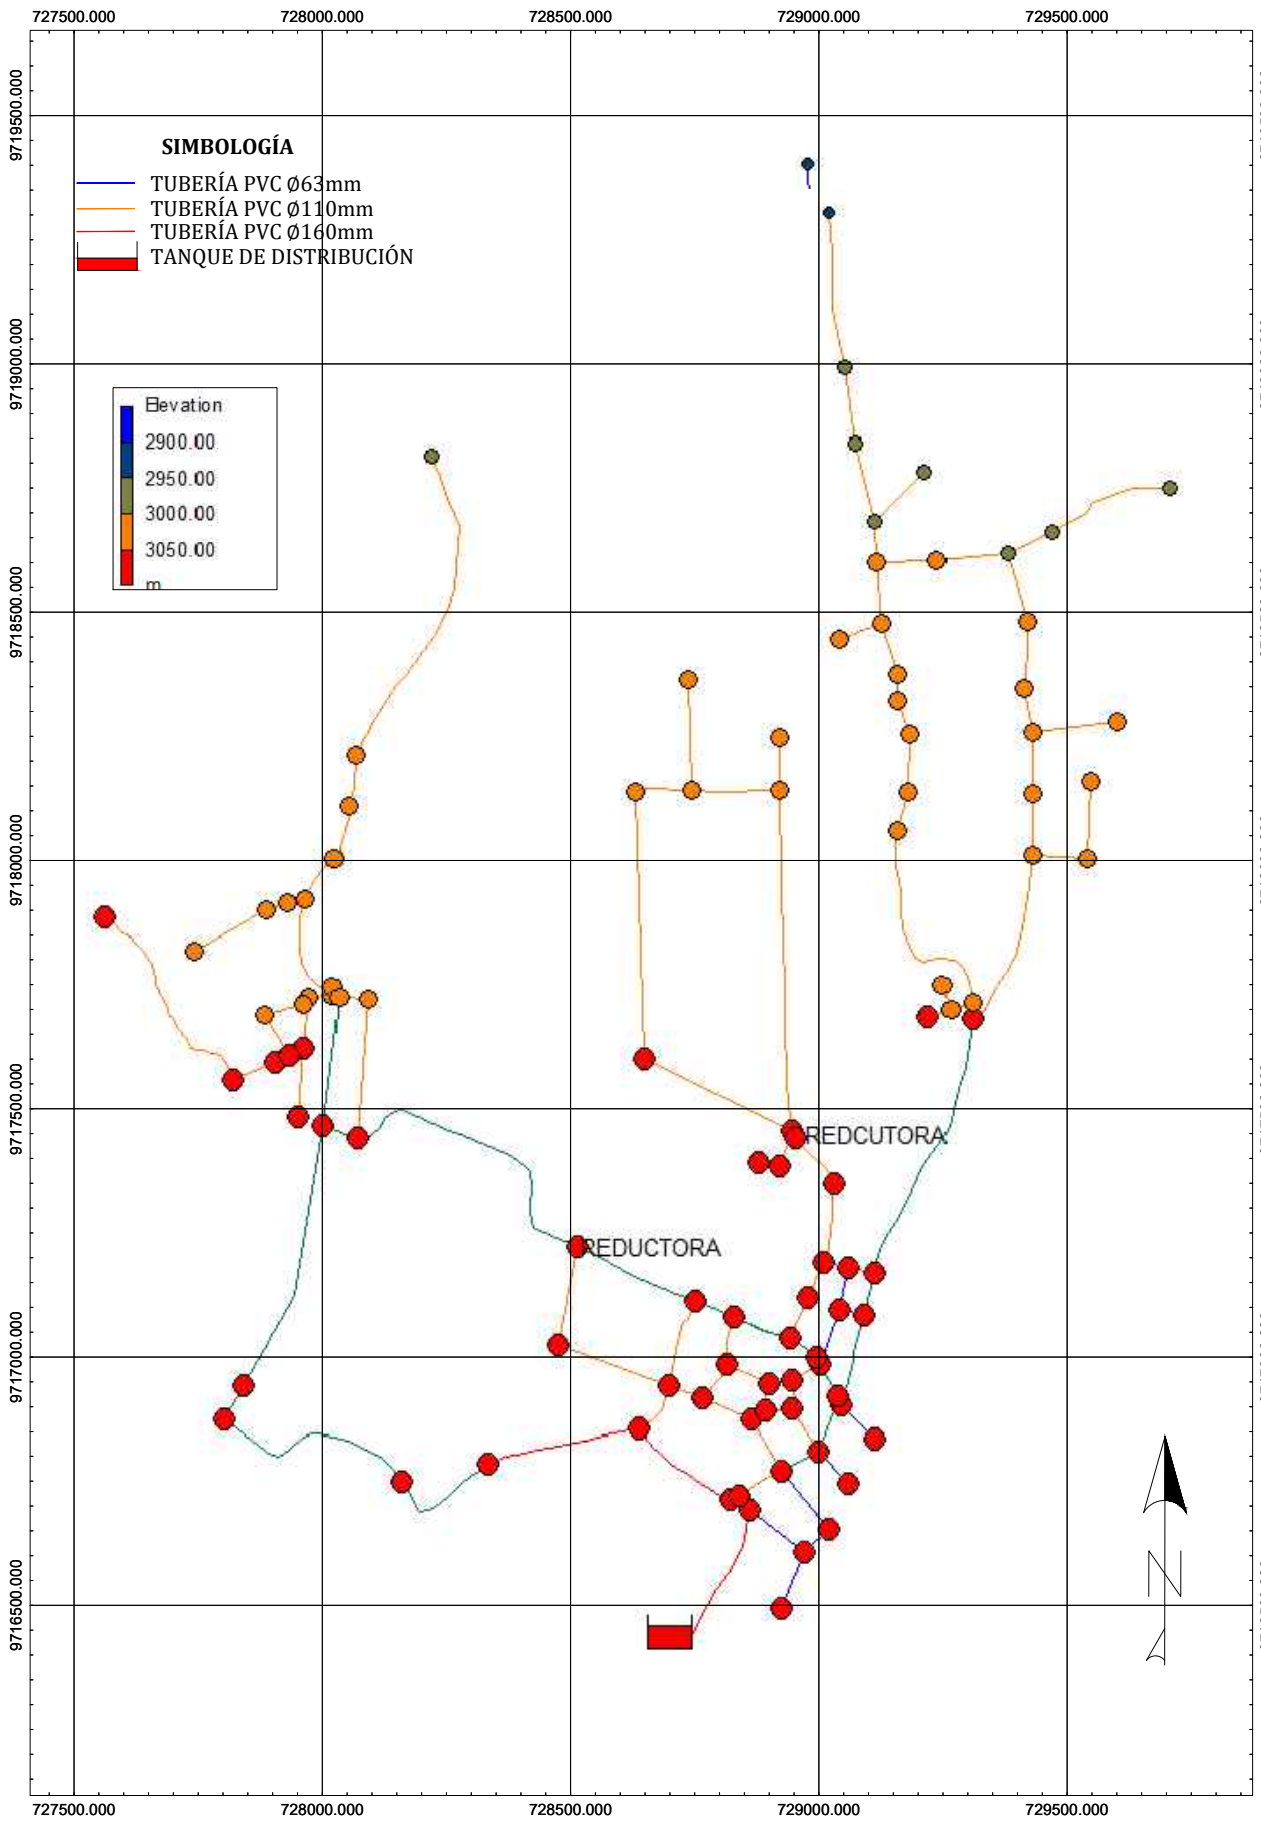 727500.000 728000.000 728500.000 729000.000 729500.000
9719500.000
SIMBOLOGÍA
TUBERÍA PVC Ø63mm
TUBERÍA PVC Ø110mm
TUBERÍA PVC Ø160mm
TANQUE DE DISTRIBUCIÓN
9719000.000
Elevation
2900.00
2950.00
3000.00
3050.00
m
9718500.000
9718000.000
9717500.000
REDCUTORA
REDUCTORA
9717000.000
N
9716500.000
727500.000 728000.000 728500.000 729000.000 729500.000